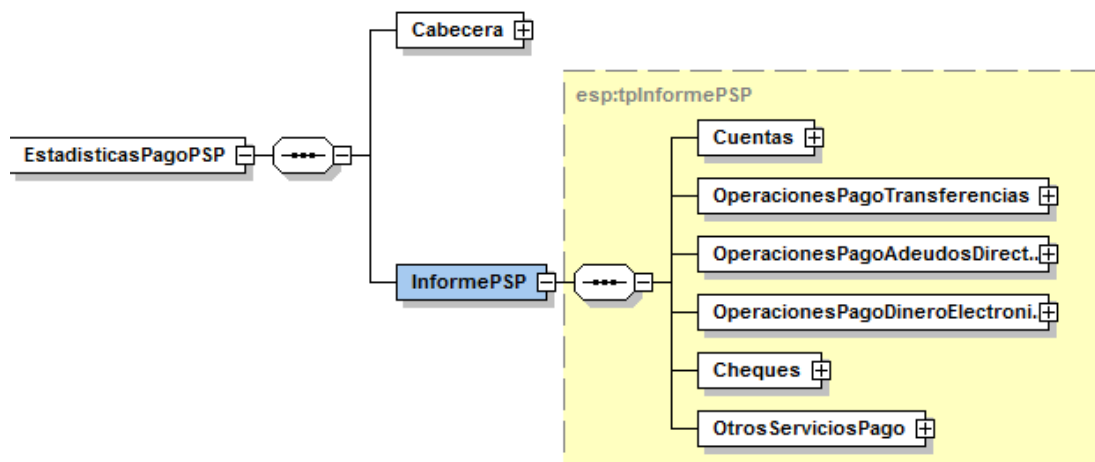 Cabecera
esp:tpInformePSP
Cuentas
EstadisticasPagoPSP
OperacionesPagoTransferencias
OperacionesPagoAdeudosDirect..
InformePSP
OperacionesPagoDineroElectroni..
Cheques
OtrosServiciosPago